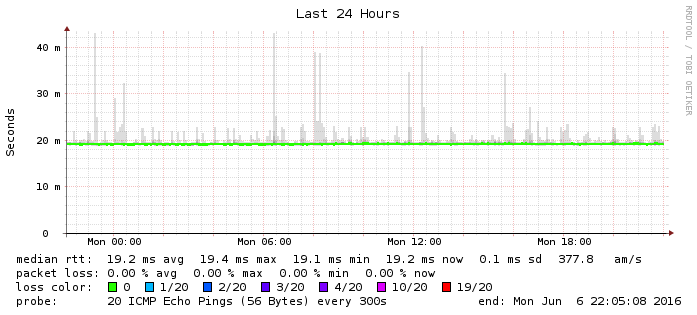 Last 24 Hours
RRDTOOL / TOBI OETIKER
Seconds
40 m
30 m
20 m
10 m
0
Mon 00:00 Mon 06:00 Mon 12:00 Mon 18:00
median rtt: 19.2 ms avg 19.4 ms max 19.1 ms min 19.2 ms now 0.1 ms sd 377.8 am/s
packet loss: 0.00 % avg 0.00 % max 0.00 % min 0.00 % now
loss color: 0 1/20 2/20 3/20 4/20 10/20 19/20
probe: 20 ICMP Echo Pings (56 Bytes) every 300s end: Mon Jun 6 22:05:08 2016